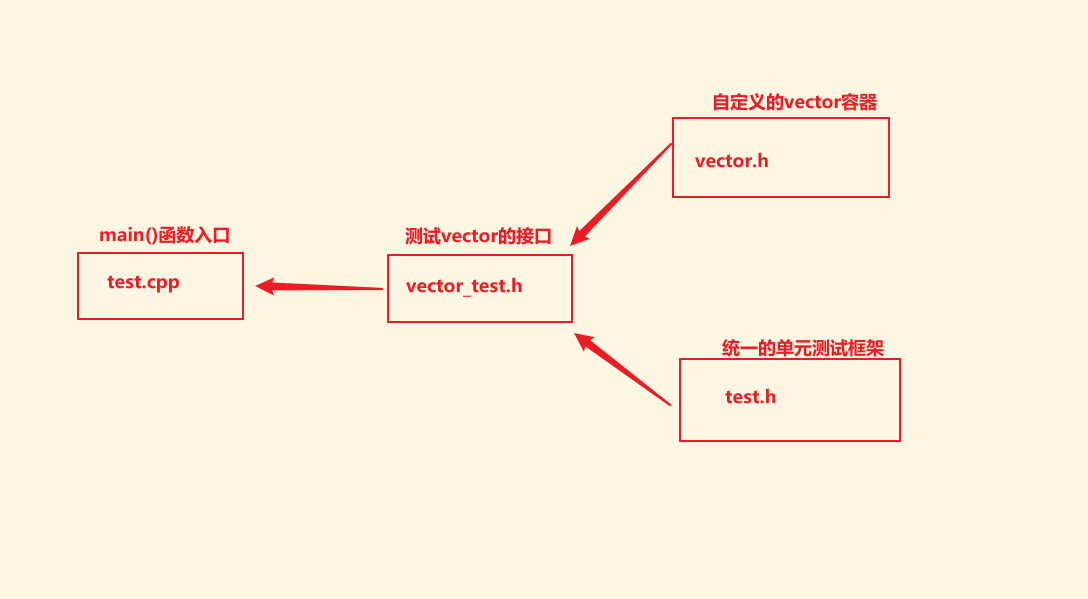 自定义的vector容器
vector.h
main()函数入口
test.cpp
测试vector的接口
vector_test.h
统一的单元测试框架
test.h